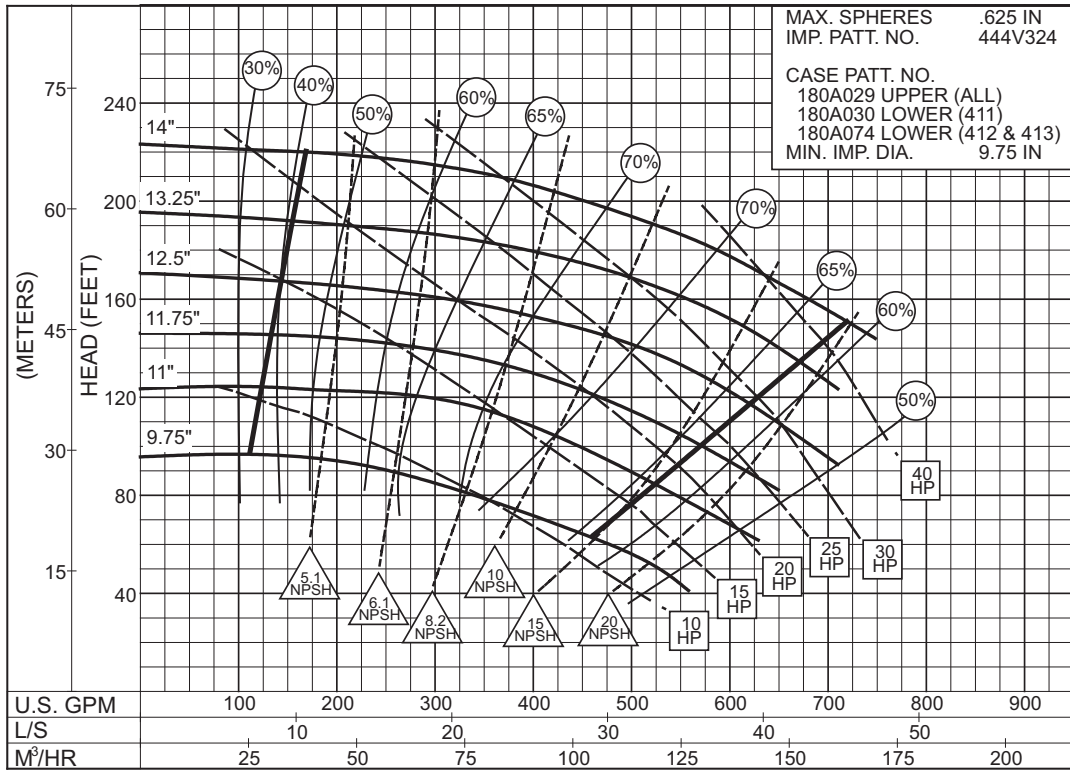 MAX. SPHERES .625 IN
IMP. PATT. NO. 444V324
CASE PATT. NO.
180A029 UPPER (ALL)
180A030 LOWER (411)
180A074 LOWER (412 & 413)
MIN. IMP. DIA. 9.75 IN
30%
40%
50%
60%
65%
70%
70%
65%
60%
50%
(METERS)
75
60
45
30
15
HEAD (FEET)
240
200
160
120
80
40
14"
13.25"
12.5"
11.75"
11"
9.75"
5.1
NPSH
6.1
NPSH
8.2
NPSH
10
NPSH
15
NPSH
20
NPSH
10
HP
15
HP
20
HP
25
HP
30
HP
40
HP
U.S. GPM 100 200 300 400 500 600 700 800 900
L/S 10 20 30 40 50
M³/HR 25 50 75 100 125 150 175 200